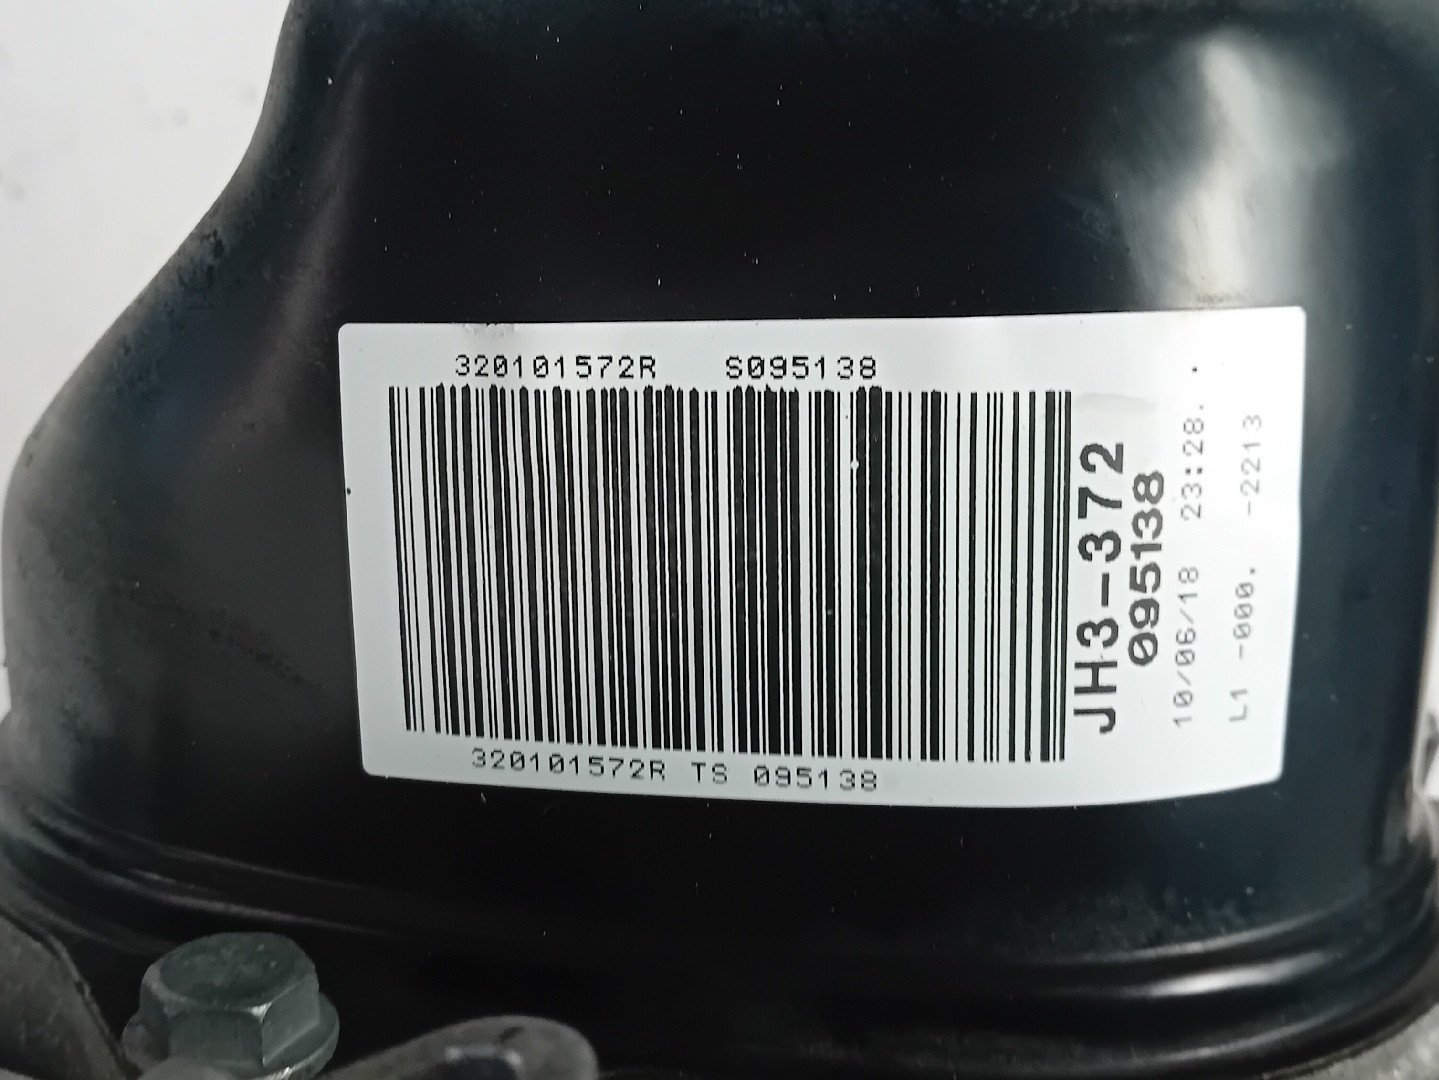 320101572R S095138
320101572R TS 095138
JH3-372
095138
10/06/18 23:28. .
L1 -000. -2213